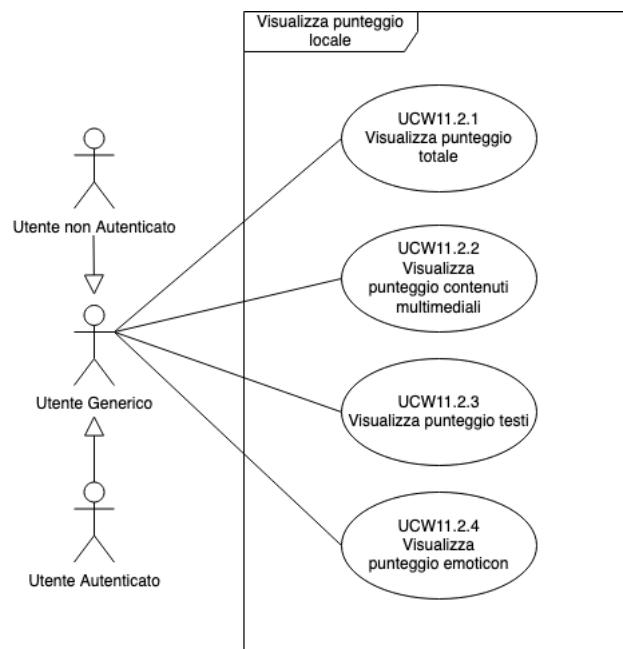 Visualizza punteggio
locale
UCW11.2.1
Visualizza punteggio
totale
Utente non Autenticato
UCW11.2.2
Visualizza
punteggio contenuti
multimediali
Utente Generico
UCW11.2.3
Visualizza punteggio testi
UCW11.2.4
Visualizza
punteggio emoticon
Utente Autenticato